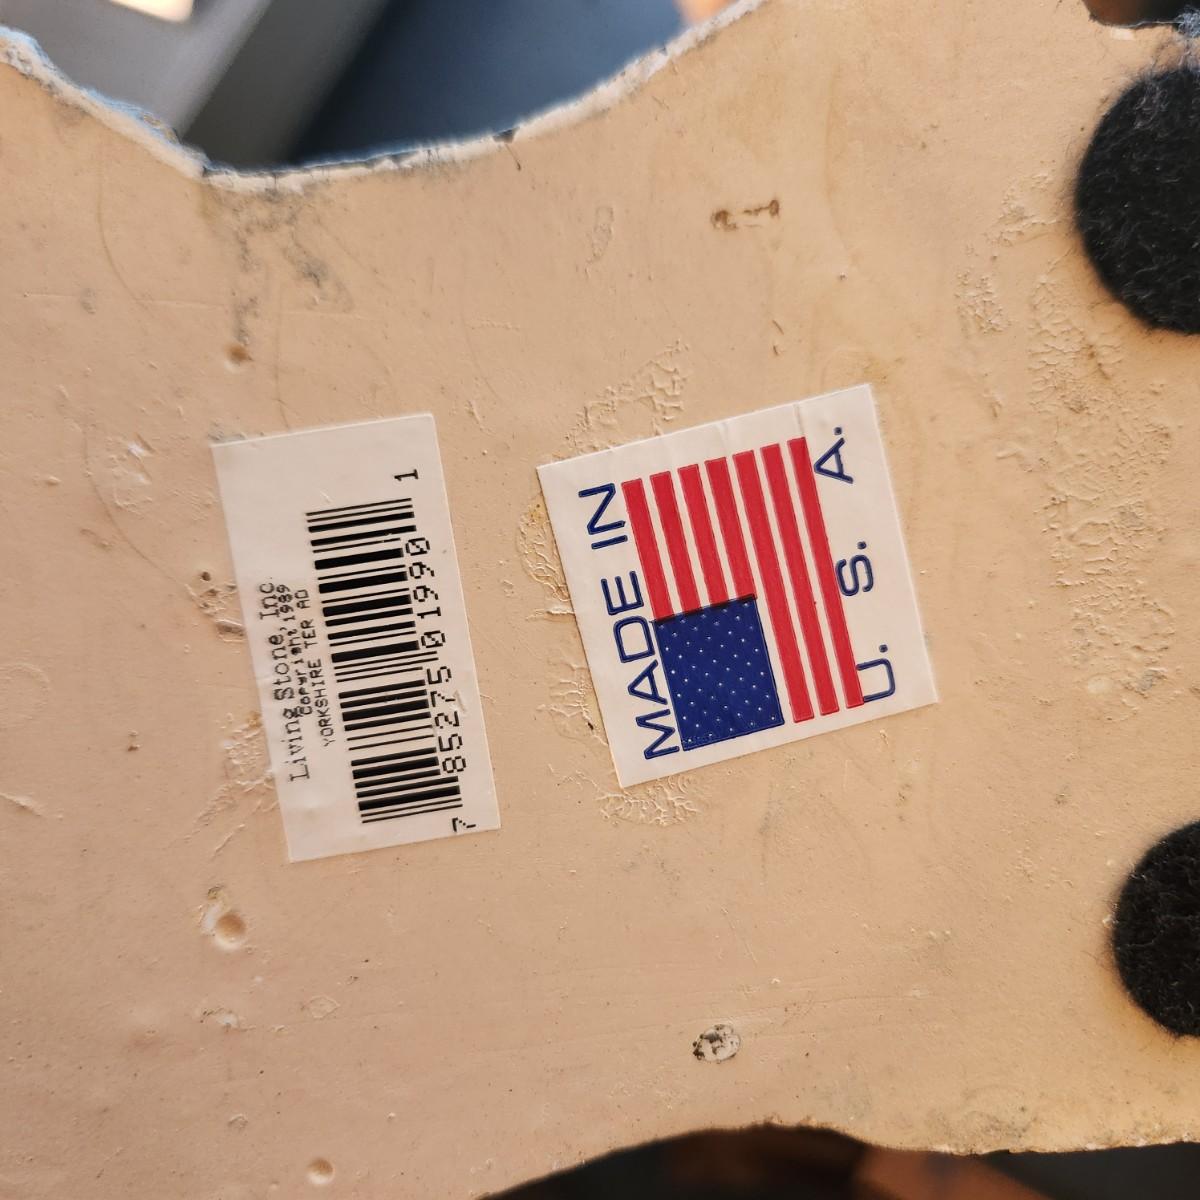 Living Stone, Inc.
Copyright 1989
YORKSHIRE TER AD
7 85275 01990 1
MADE IN
U. S. A.